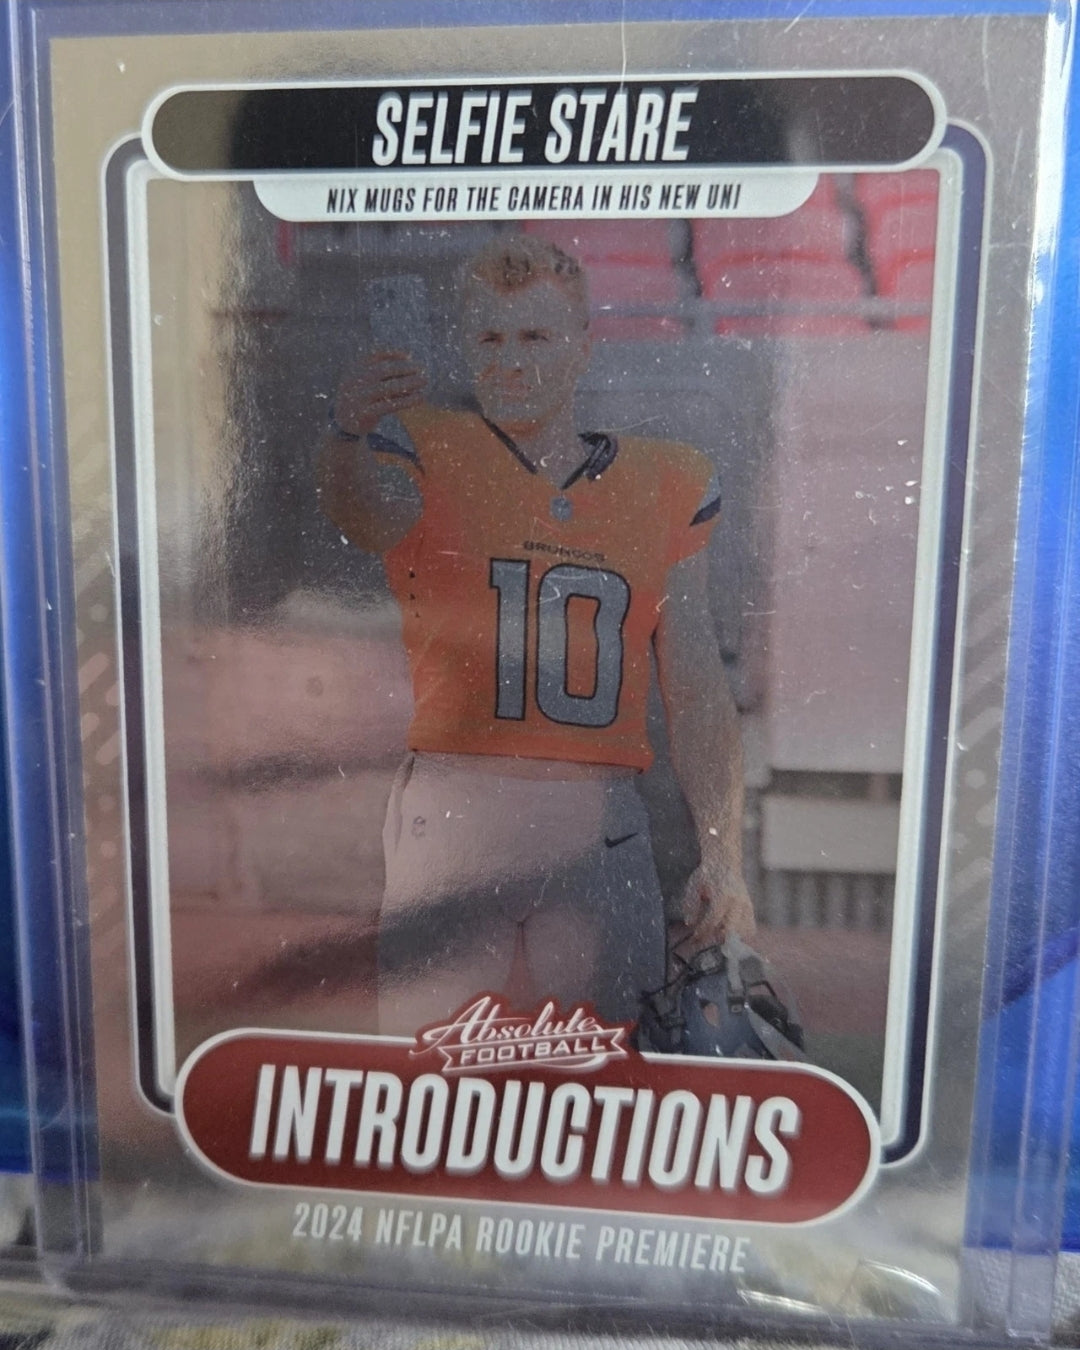 SELFIE STARE
NIX MUGS FOR THE CAMERA IN HIS NEW UNI
BRONCOS
10
Absolute
FOOTBALL
INTRODUCTIONS
2024 NFLPA ROOKIE PREMIERE